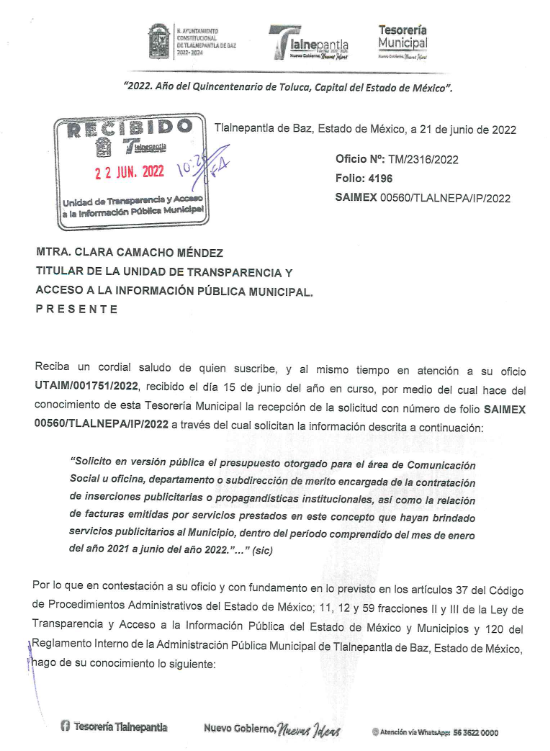 H. AYUNTAMIENTO
CONSTITUCIONAL
DE TLALNEPANTLA DE BAZ
2022-2024
Tlalnepantla
Nuevo Gobierno, Nuevas Ideas
Tesorería
Municipal
Nuevo Gobierno, Nuevas Ideas
"2022. Año del Quincentenario de Toluca, Capital del Estado de México".
RECIBIDO
Tlalnepantla
22 JUN. 2022
Unidad de Transparencia y Acceso
a la Información Pública Municipal
Tlalnepantla de Baz, Estado de México, a 21 de junio de 2022
Oficio Nº: TM/2316/2022
Folio: 4196
SAIMEX 00560/TLALNEPA/IP/2022
MTRA. CLARA CAMACHO MÉNDEZ
TITULAR DE LA UNIDAD DE TRANSPARENCIA Y
ACCESO A LA INFORMACIÓN PÚBLICA MUNICIPAL.
P R E S E N T E
Reciba un cordial saludo de quien suscribe, y al mismo tiempo en atención a su oficio
UTAIM/001751/2022, recibido el día 15 de junio del año en curso, por medio del cual hace del
conocimiento de esta Tesorería Municipal la recepción de la solicitud con número de folio SAIMEX
00560/TLALNEPA/IP/2022 a través del cual solicitan la información descrita a continuación:
"Solicito en versión pública el presupuesto otorgado para el área de Comunicación
Social u oficina, departamento o subdirección de merito encargada de la contratación
de inserciones publicitarias o propagandísticas institucionales, así como la relación
de facturas emitidas por servicios prestados en este concepto que hayan brindado
servicios publicitarios al Municipio, dentro del período comprendido del mes de enero
del año 2021 a junio del año 2022."..." (sic)
Por lo que en contestación a su oficio y con fundamento en lo previsto en los artículos 37 del Código
de Procedimientos Administrativos del Estado de México; 11, 12 y 59 fracciones II y III de la Ley de
Transparencia y Acceso a la Información Pública del Estado de México y Municipios y 120 del
Reglamento Interno de la Administración Pública Municipal de Tlalnepantla de Baz, Estado de México,
hago de su conocimiento lo siguiente:
Tesorería Tlalnepantla
Nuevo Gobierno, Nuevas Ideas
Atención vía WhatsApp: 56 3622 0000